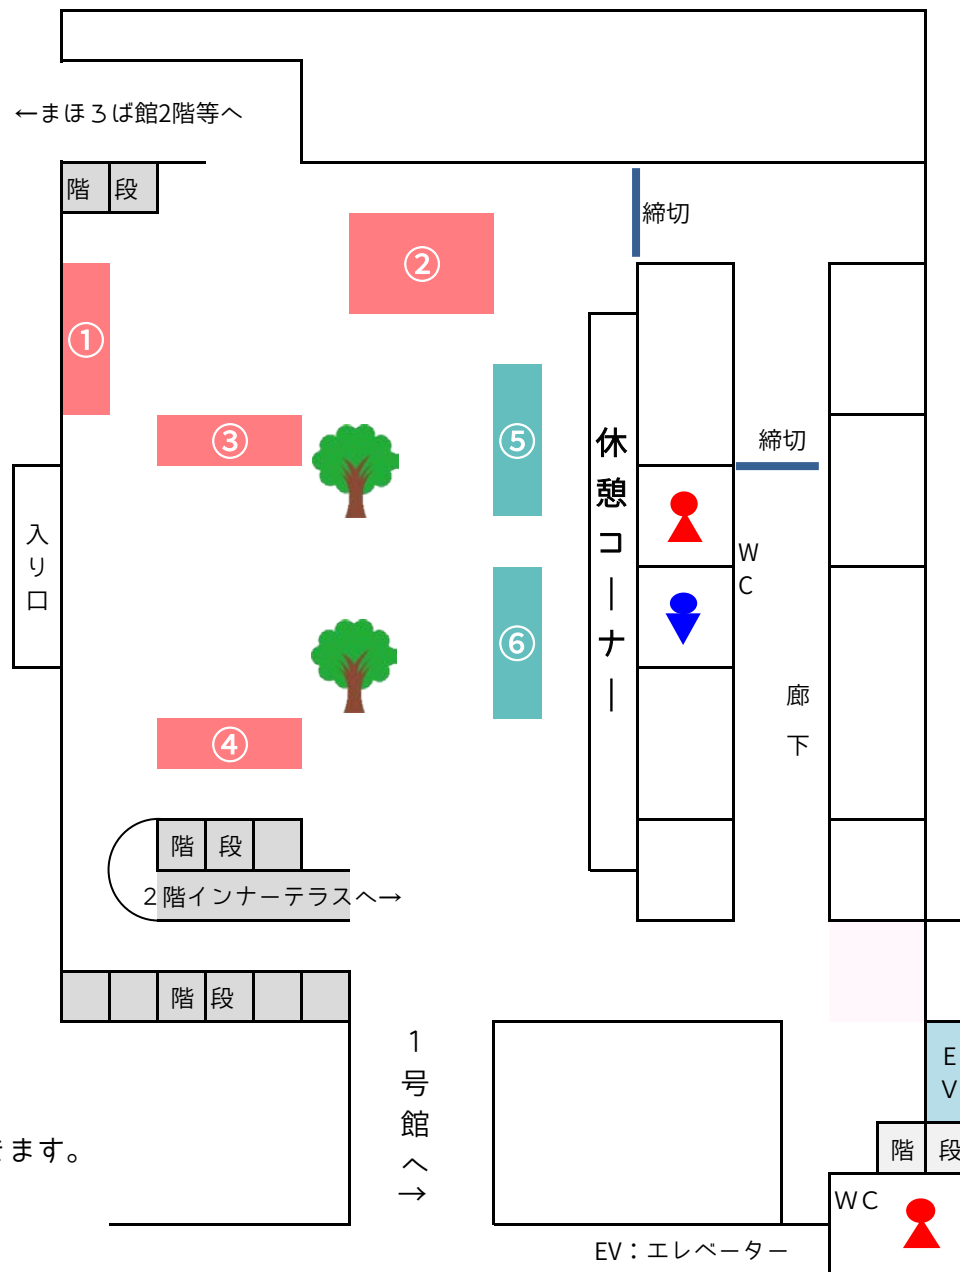 ←まほろば館2階等へ
階段
締切
②
①
締切
③
⑤
休憩コーナー
入り口
WC
⑥
廊下
④
階段
２階インナーテラスへ→
階段
1号館へ→
EV
きます。
階段
WC
EV：エレベーター